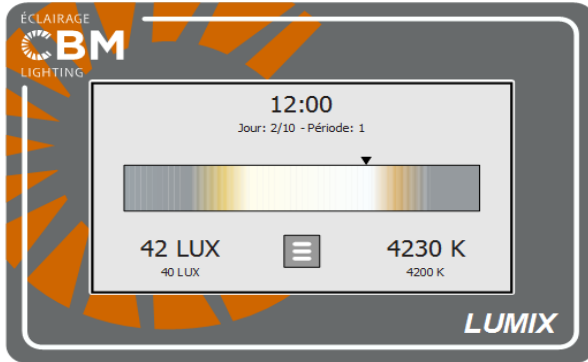 ÉCLAIRAGE
CBM
LIGHTING
12:00
Jour: 2/10 - Période: 1
42 LUX
4230 K
40 LUX
4200 K
LUMIX